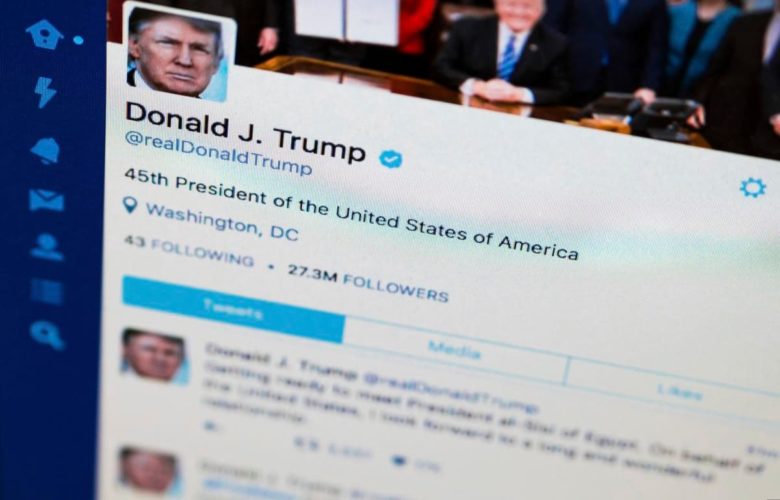 Donald J. Trump
@realDonaldTrump
45th President of the United States of America
Washington, DC
43 FOLLOWING • 27.3M FOLLOWERS
Tweets Media Likes
Donald J. Trump @realDonaldTrump
Getting ready to meet President al-Sisi of Egypt. On behalf of
the United States, I look forward to a long and wonderful
relationship.
Donald J. Trump